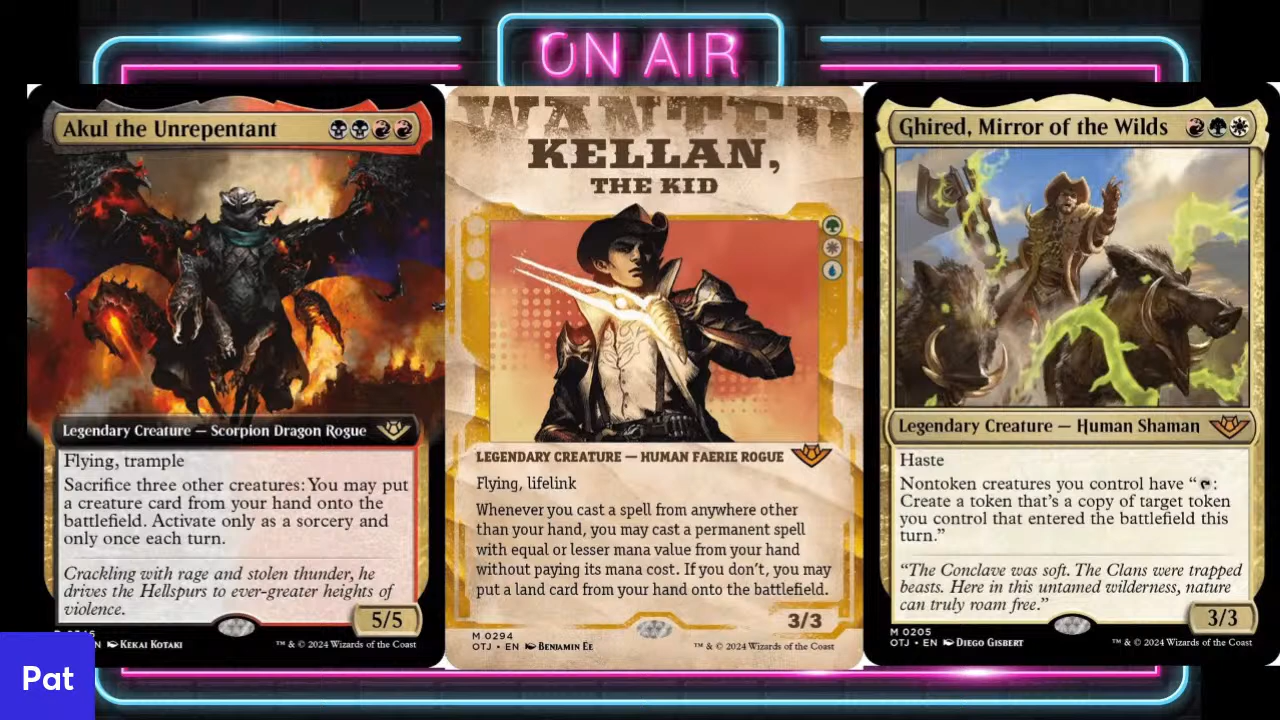 ON AIR
Akul the Unrepentant
Legendary Creature — Scorpion Dragon Rogue
Flying, trample
Sacrifice three other creatures: You may put
a creature card from your hand onto the
battlefield. Activate only as a sorcery and
only once each turn.
Crackling with rage and stolen thunder, he
drives the Hellspurs to ever-greater heights of
violence.
5/5
KEKAI KOTAKI
™ & © 2024 Wizards of the Coast
WANTED
KELLAN,
THE KID
LEGENDARY CREATURE — HUMAN FAERIE ROGUE
Flying, lifelink
Whenever you cast a spell from anywhere other
than your hand, you may cast a permanent spell
with equal or lesser mana value from your hand
without paying its mana cost. If you don't, you may
put a land card from your hand onto the battlefield.
3/3
M 0294
OTJ • EN BENJAMIN EE
™ & © 2024 Wizards of the Coast
Ghired, Mirror of the Wilds
Legendary Creature — Human Shaman
Haste
Nontoken creatures you control have “ :
Create a token that's a copy of target token
you control that entered the battlefield this
turn.”
“The Conclave was soft. The Clans were trapped
beasts. Here in this untamed wilderness, nature
can truly roam free.”
3/3
M 0205
OTJ • EN DIEGO GISBERT
™ & © 2024 Wizards of the Coast
Pat